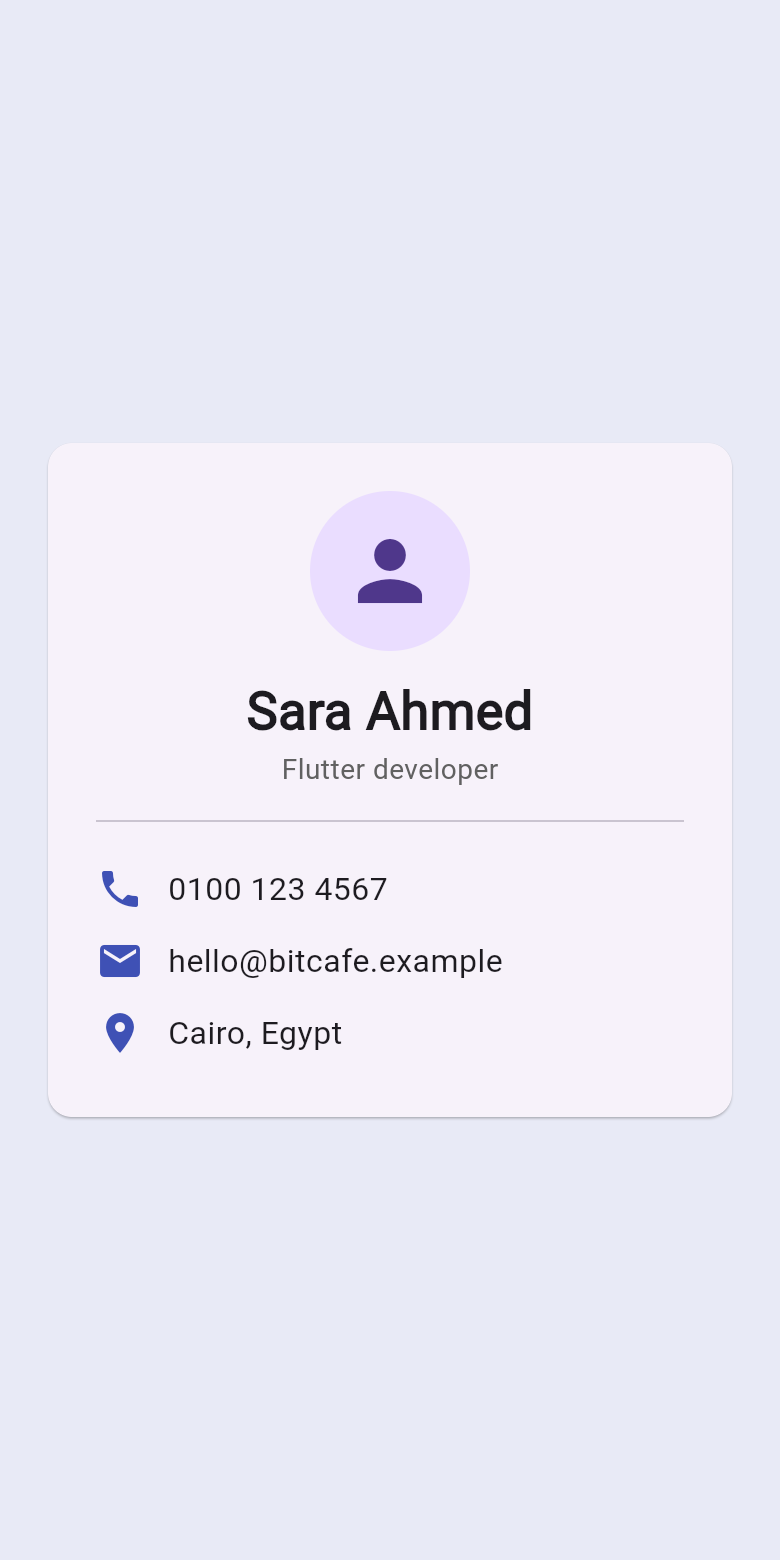 Sara Ahmed
Flutter developer
0100 123 4567
hello@bitcafe.example
Cairo, Egypt